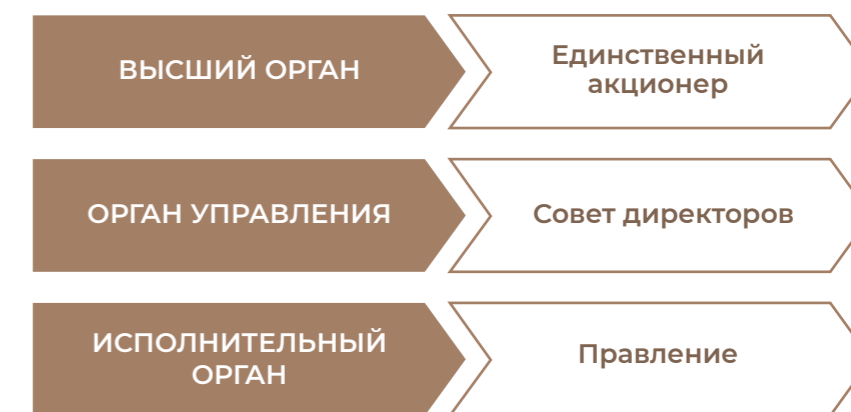 ВЫСШИЙ ОРГАН
Единственный
акционер
ОРГАН УПРАВЛЕНИЯ
Совет директоров
ИСПОЛНИТЕЛЬНЫЙ
ОРГАН
Правление